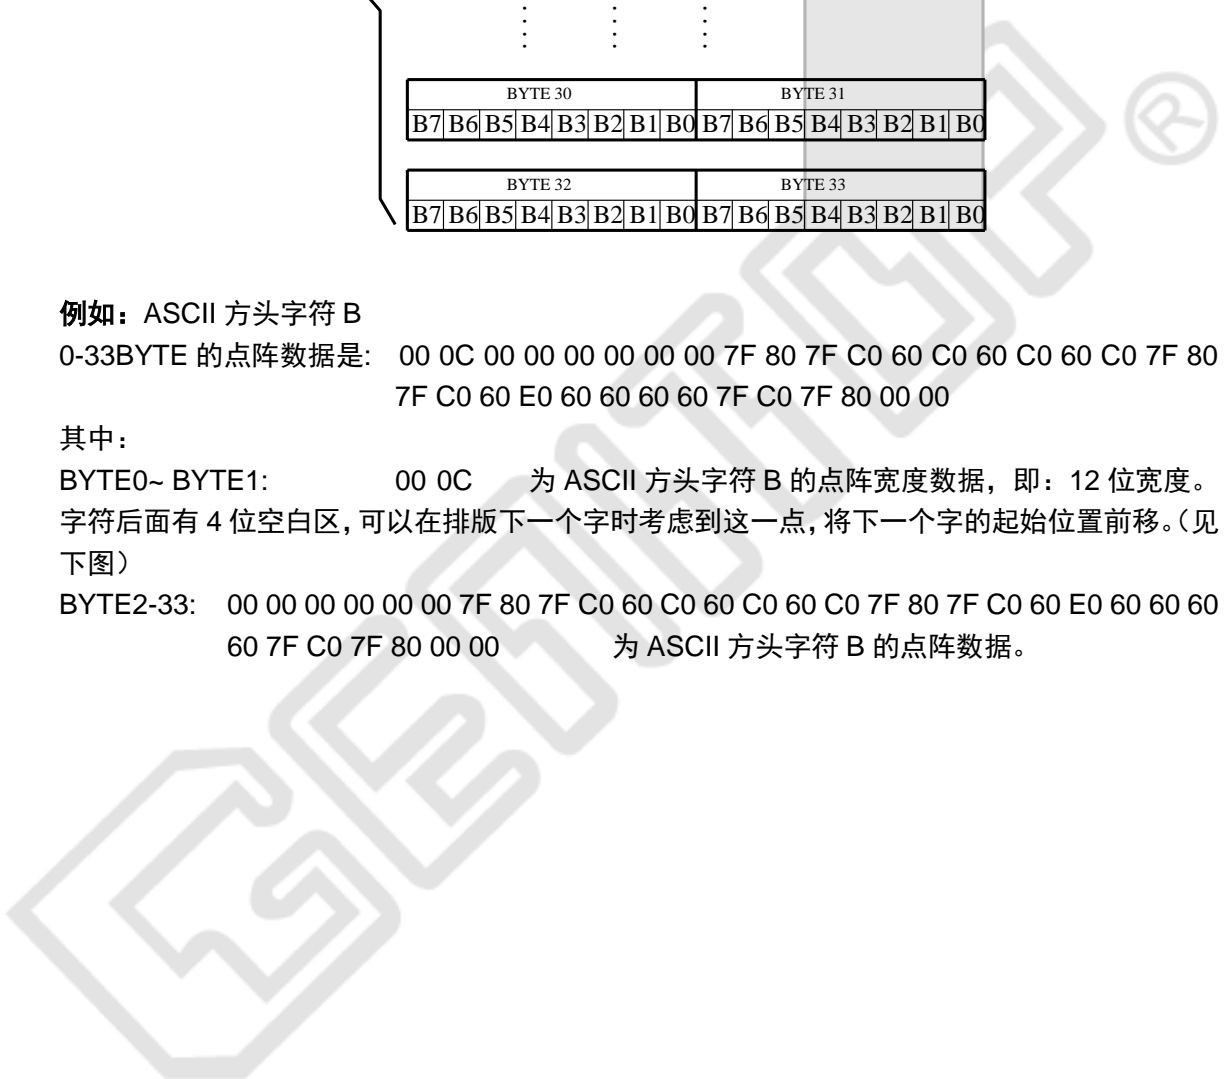 BYTE 30 BYTE 31
B7 B6 B5 B4 B3 B2 B1 B0 B7 B6 B5 B4 B3 B2 B1 B0
BYTE 32 BYTE 33
B7 B6 B5 B4 B3 B2 B1 B0 B7 B6 B5 B4 B3 B2 B1 B0
例如：ASCII 方头字符 B
0-33BYTE 的点阵数据是: 00 0C 00 00 00 00 00 00 7F 80 7F C0 60 C0 60 C0 60 C0 7F 80
7F C0 60 E0 60 60 60 60 7F C0 7F 80 00 00
其中：
BYTE0~ BYTE1: 00 0C 为 ASCII 方头字符 B 的点阵宽度数据，即：12 位宽度。
字符后面有 4 位空白区，可以在排版下一个字时考虑到这一点，将下一个字的起始位置前移。（见
下图）
BYTE2-33: 00 00 00 00 00 00 7F 80 7F C0 60 C0 60 C0 60 C0 7F 80 7F C0 60 E0 60 60 60
60 7F C0 7F 80 00 00 为 ASCII 方头字符 B 的点阵数据。
GENITOP ®